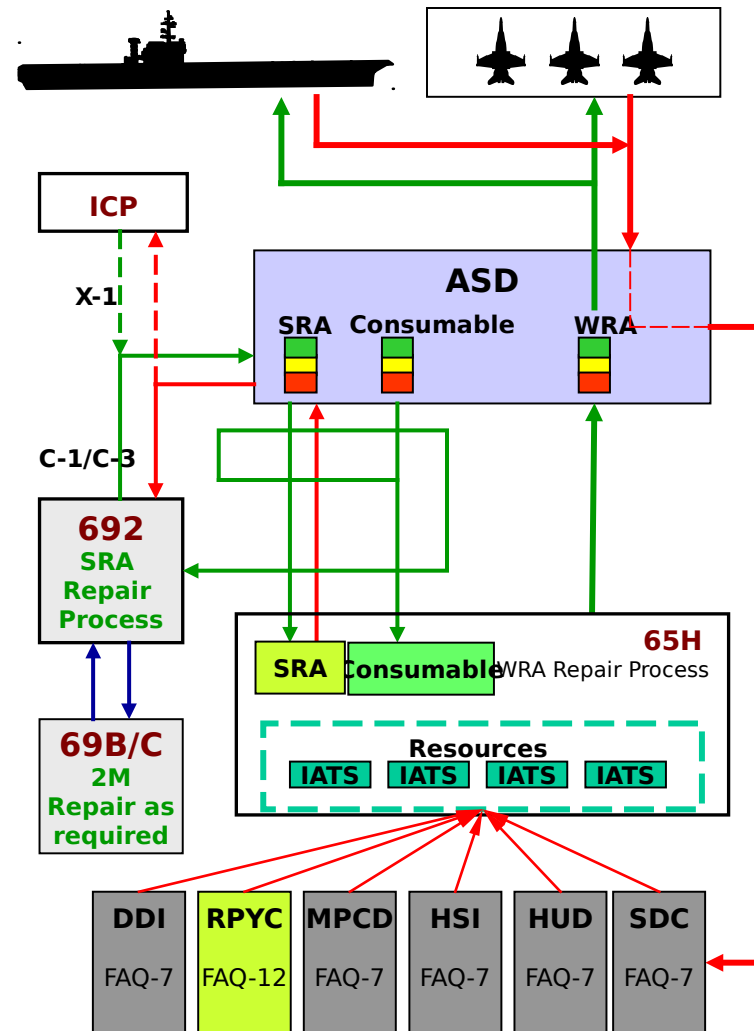 ICP
X-1
ASD
SRA
Consumable
WRA
C-1/C-3
692
SRA
Repair
Process
65H
SRA
Consumable
WRA Repair Process
69B/C
2M
Repair as
required
Resources
IATS
IATS
IATS
IATS
DDI
RPYC
MPCD
HSI
HUD
SDC
FAQ-7
FAQ-12
FAQ-7
FAQ-7
FAQ-7
FAQ-7